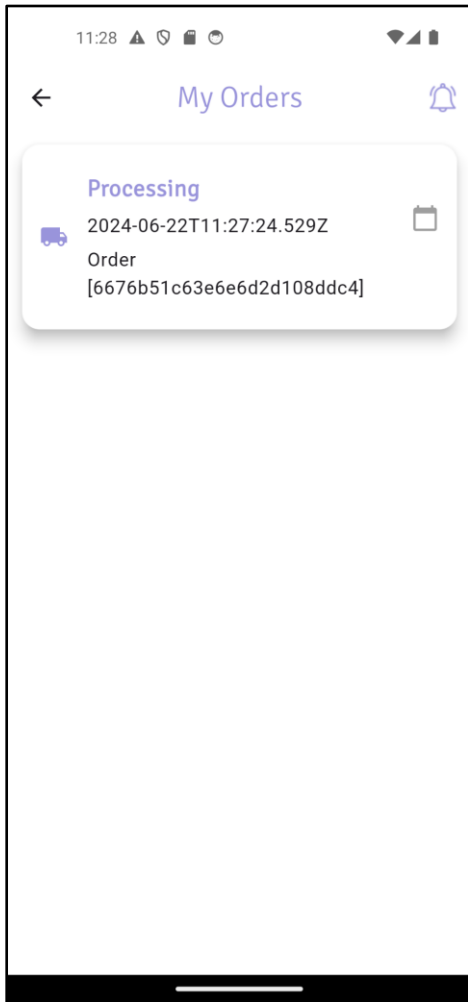 11:28
My Orders
Processing
2024-06-22T11:27:24.529Z
Order
[6676b51c63e6e6d2d108ddc4]